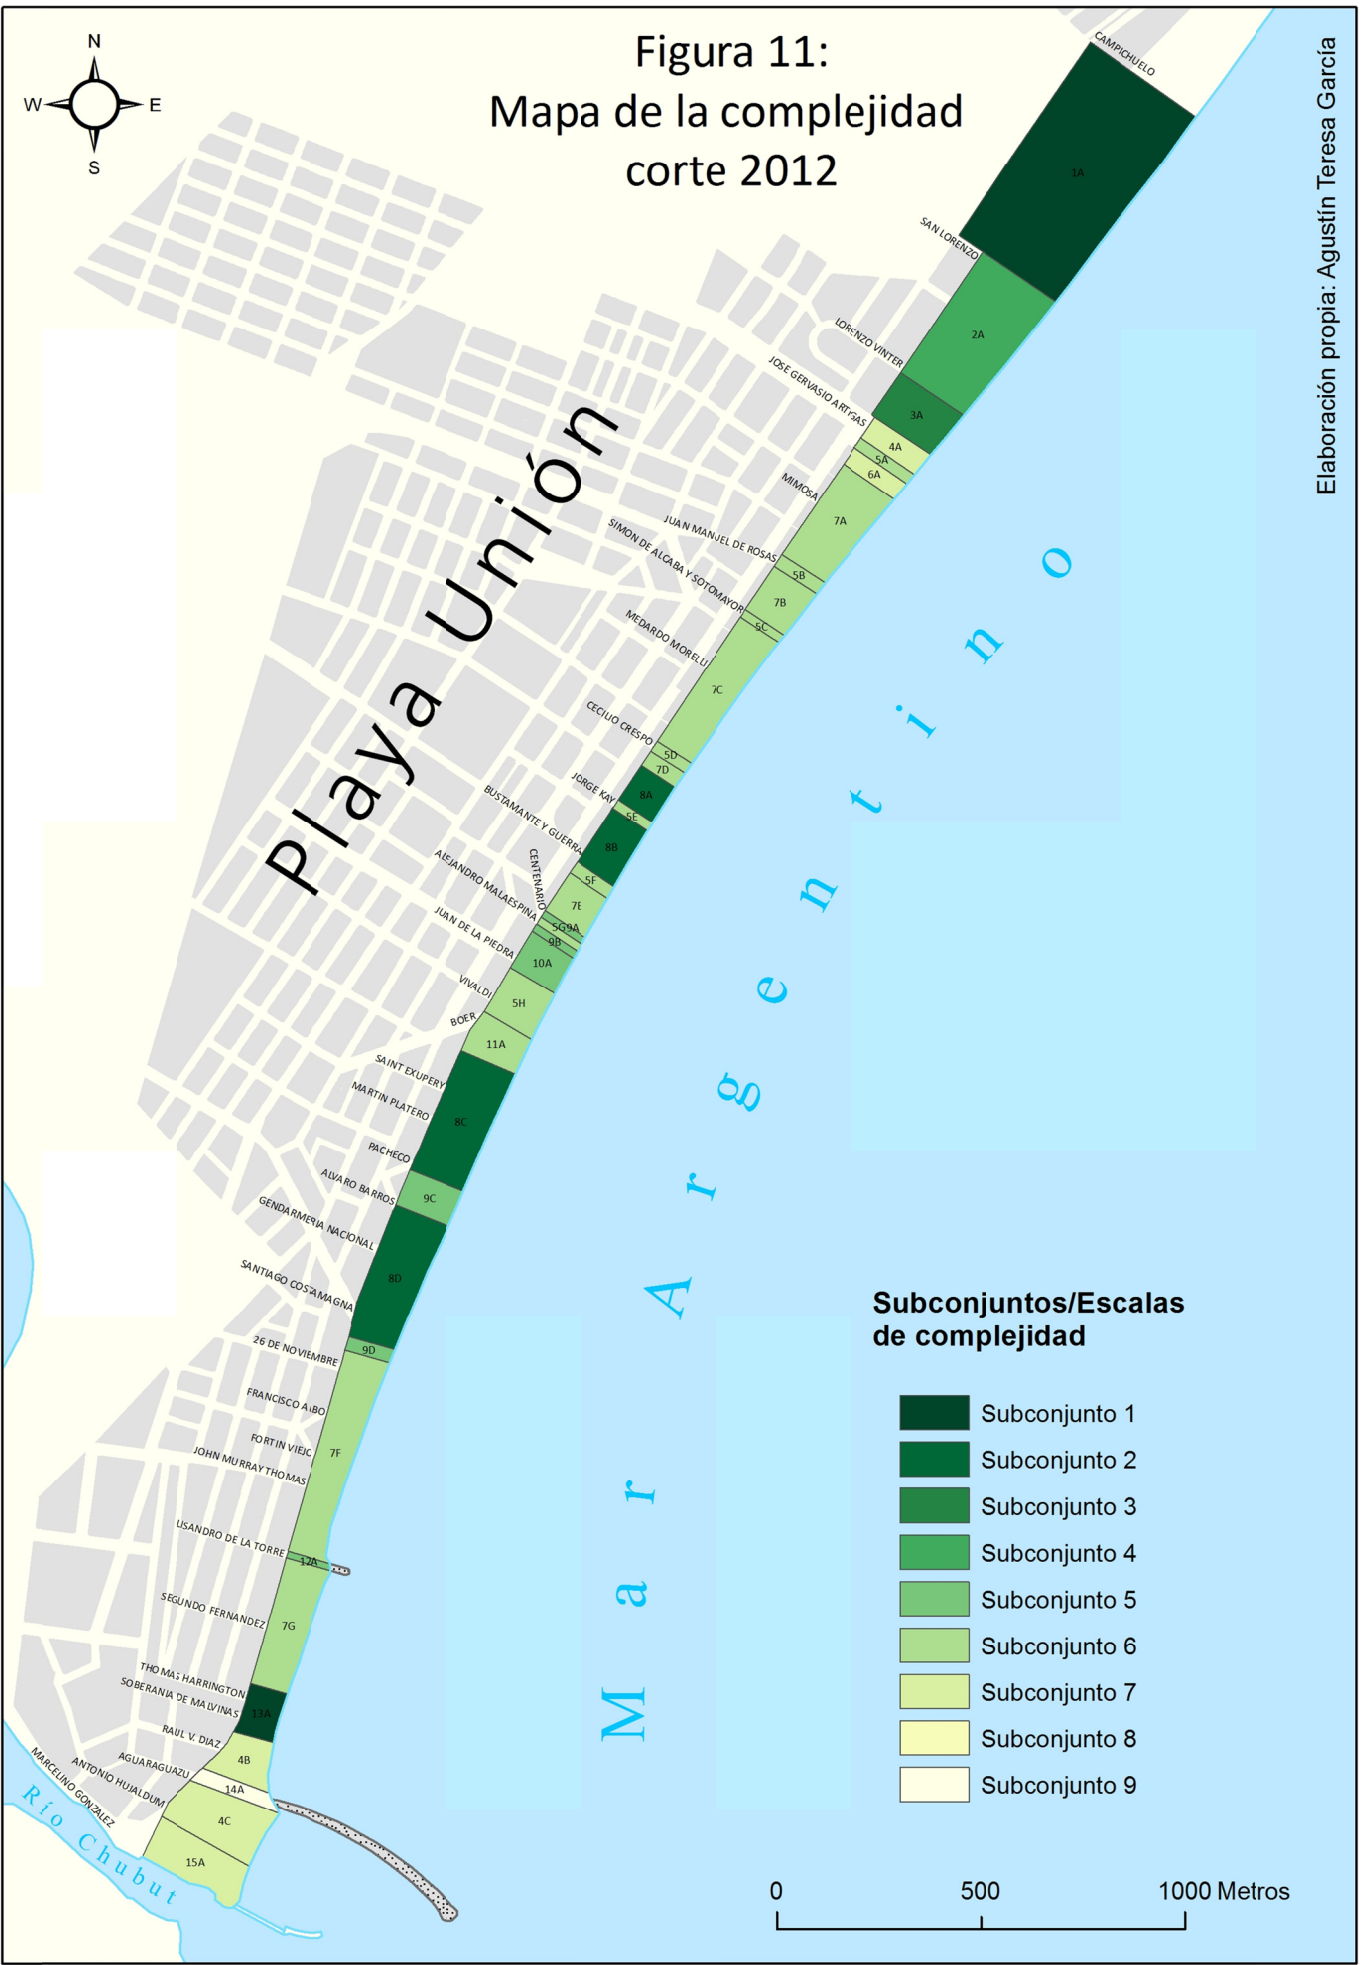 Figura 11:
Mapa de la complejidad
corte 2012
Elaboración propia: Agustín Teresa García
N
W
E
S
CAMPICHUELO
1A
SAN LORENZO
2A
LORENZO VINTER
3A
JOSE GERVASIO ARTIGAS
4A
5A
6A
MIMOSA
7A
JUAN MANUEL DE ROSAS
5B
SIMON DE ALCABA Y SOTOMAYOR
7B
5C
MEDARDO MORELLI
7C
CECILIO CRESPO
5D
7D
JORGE KAY
8A
5E
BUSTAMANTE Y GUERRA
8B
5F
CENTENARIO
7E
ALEJANDRO MALAESPINA
5G
9A
9B
JUAN DE LA PIEDRA
10A
VIVALDI
5H
BOER
11A
SAINT EXUPERY
MARTIN PLATERO
8C
PACHECO
ALVARO BARROS
9C
GENDARMERIA NACIONAL
8D
SANTIAGO COSTAMAGNA
26 DE NOVIEMBRE
9D
FRANCISCO ABO
FORTIN VIEJO
7F
JOHN MURRAY THOMAS
LISANDRO DE LA TORRE
12A
SEGUNDO FERNANDEZ
7G
THOMAS HARRINGTON
SOBERANIA DE MALVINAS
13A
RAUL V. DIAZ
4B
AGUARAGUAZU
14A
ANTONIO HUJALDUM
4C
MARCELINO GONZALEZ
15A
Playa Unión
Mar Argentino
Río Chubut
Subconjuntos/Escalas
de complejidad
Subconjunto 1
Subconjunto 2
Subconjunto 3
Subconjunto 4
Subconjunto 5
Subconjunto 6
Subconjunto 7
Subconjunto 8
Subconjunto 9
0 500 1000 Metros